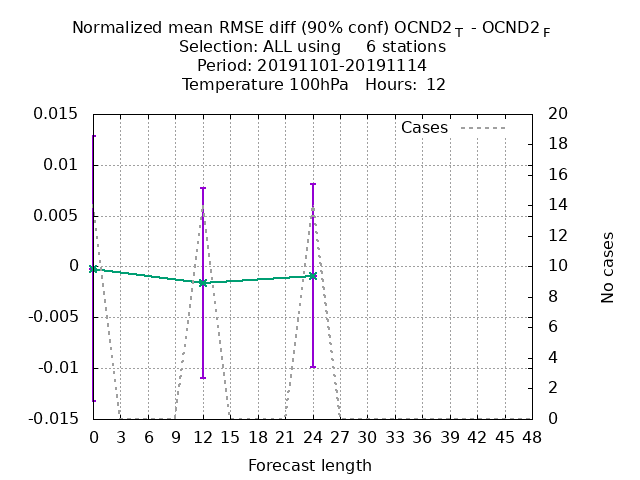 Normalized mean RMSE diff (90% conf) OCND2 T - OCND2 F
Selection: ALL using 6 stations
Period: 20191101-20191114
Temperature 100hPa Hours: 12
Cases
0.015
0.01
0.005
0
-0.005
-0.01
-0.015
20
18
16
14
12
10
8
6
4
2
0
No cases
0 3 6 9 12 15 18 21 24 27 30 33 36 39 42 45 48
Forecast length